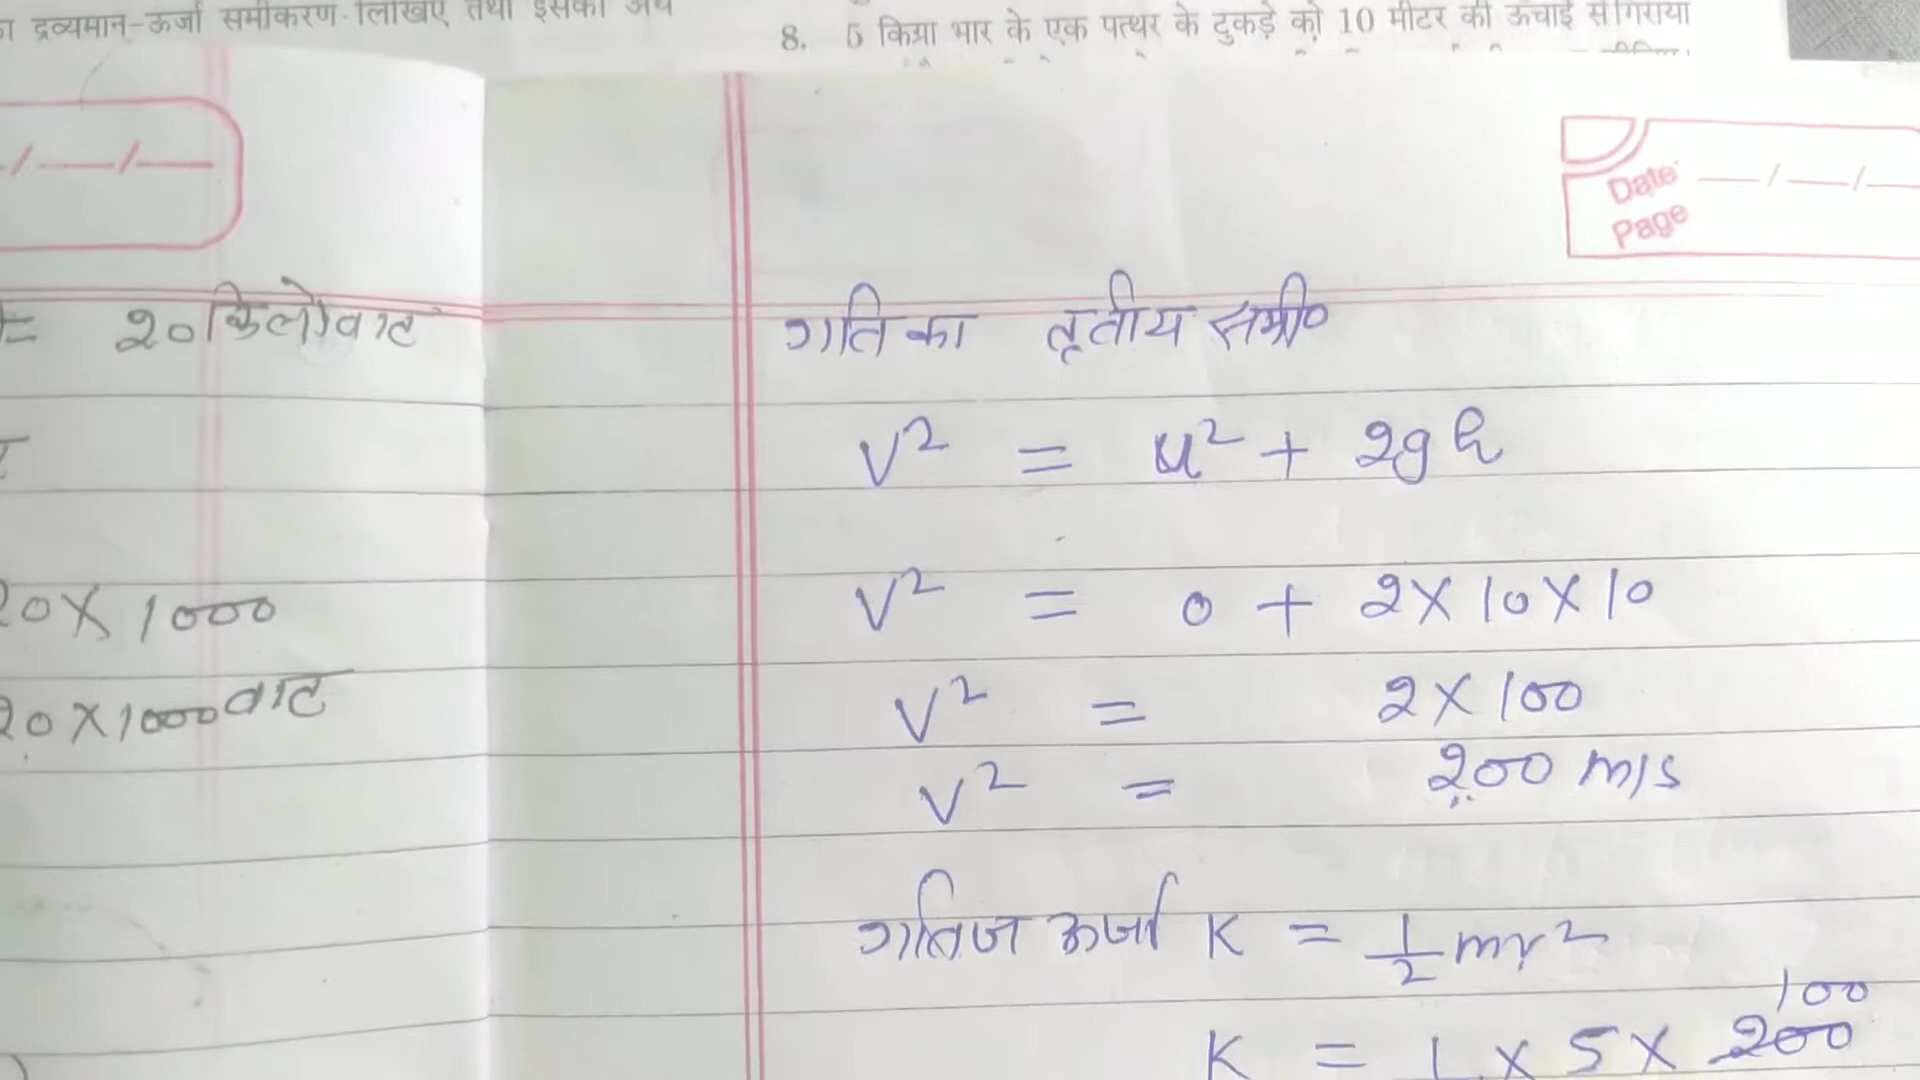 द्रव्यमान-ऊर्जा समीकरण लिखिए तथा इसका अर्थ
8. 5 किग्रा भार के एक पत्थर के टुकड़े को 10 मीटर की ऊँचाई से गिराया
= 20 किलोवाट
20 X 1000
20 X 1000 वाट
Date
Page
गति का तृतीय समी०
V² = u² + 2gh
V² = 0 + 2 X 10 X 10
V² = 2 X 100
V² = 200 m/s
गतिज ऊर्जा K = 1/2 mv²
100
K = 1 X 5 X 200